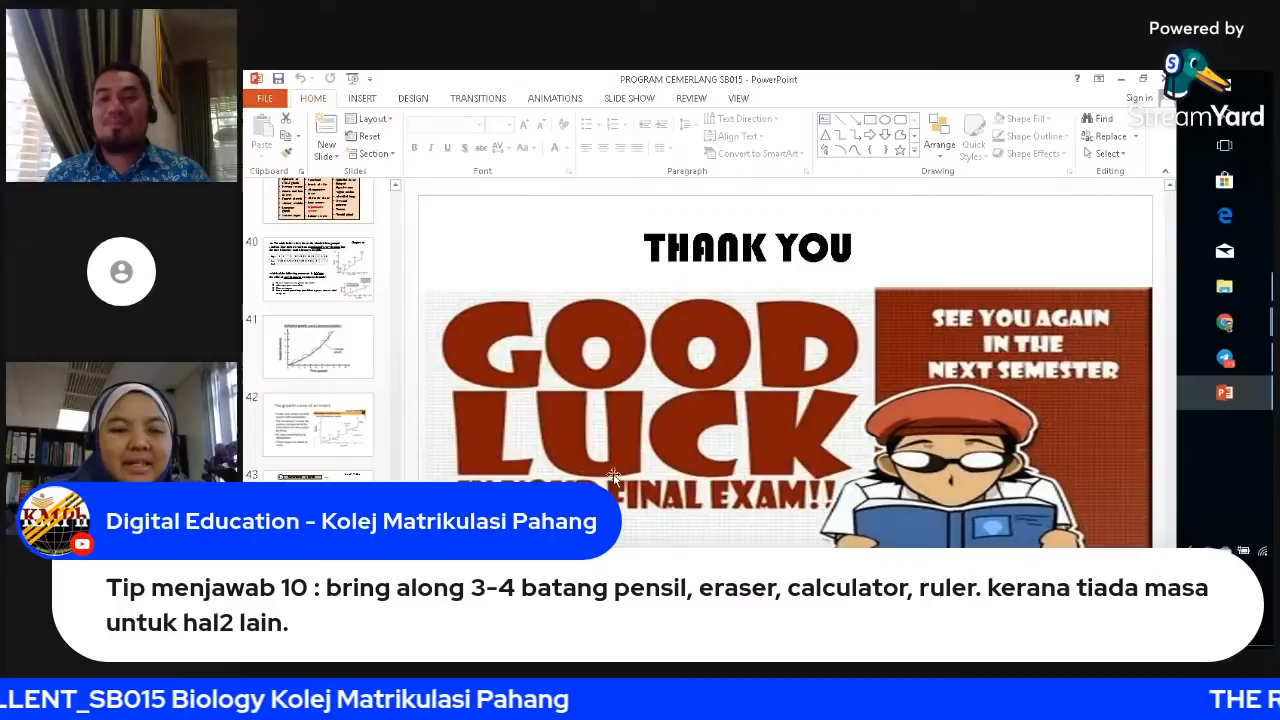 Powered by
StreamYard
PROGRAM CEMERLANG SB015 - PowerPoint
Sign in
FILE
HOME
INSERT
DESIGN
TRANSITIONS
ANIMATIONS
SLIDE SHOW
REVIEW
VIEW
Paste
New
Slide
Layout
Reset
Section
Text Direction
Align Text
Convert to SmartArt
Arrange
Quick
Styles
Shape Fill
Shape Outline
Shape Effects
Find
Replace
Select
Clipboard
Slides
Font
Paragraph
Drawing
Editing
40
41
42
43
THANK YOU
GOOD
LUCK
FINAL EXAM!!
SEE YOU AGAIN
IN THE
NEXT SEMESTER
KMPh
Digital Education - Kolej Matrikulasi Pahang
Tip menjawab 10 : bring along 3-4 batang pensil, eraser, calculator, ruler. kerana tiada masa
untuk hal2 lain.
LLENT_SB015 Biology Kolej Matrikulasi Pahang
THE R